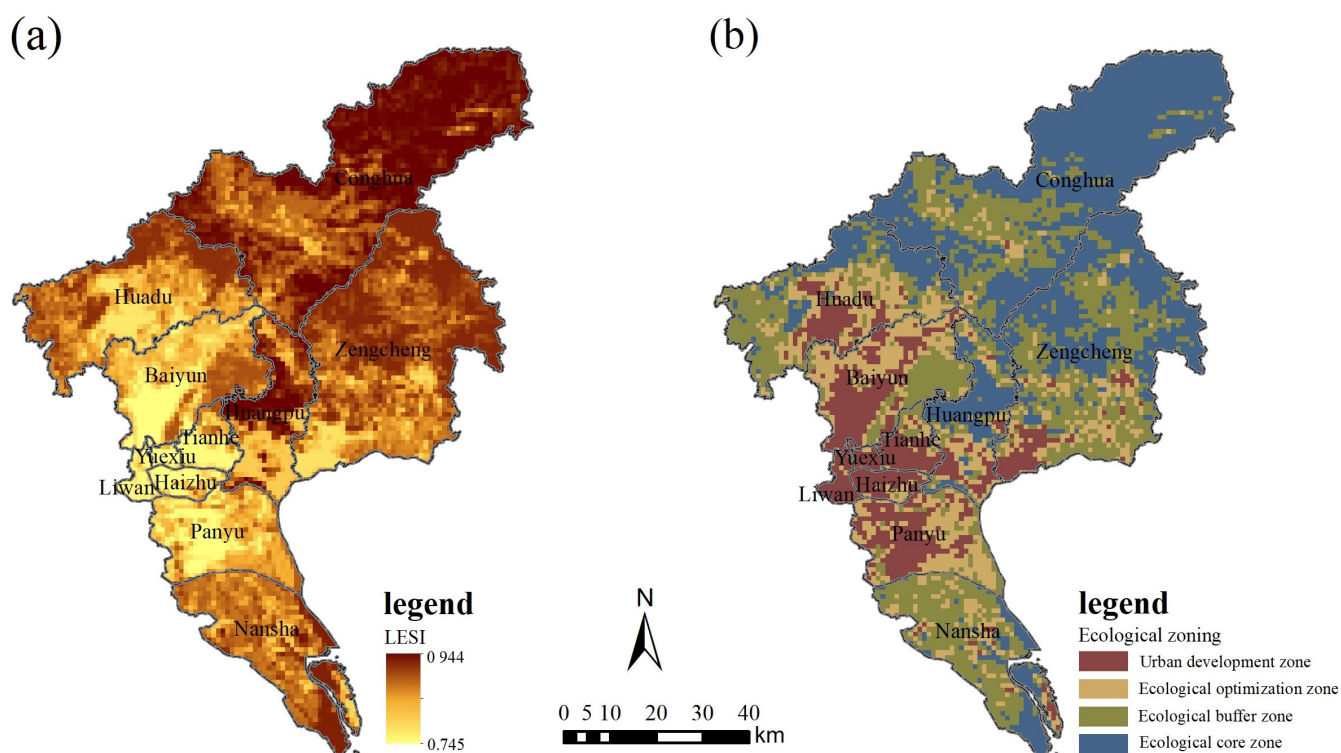 (a)
Conghua
Huadu
Zengcheng
Baiyun
Huangpu
Tianhe
Yuexiu
Liwan
Haizhu
Panyu
Nansha
legend
LESI
0 944
0.745
N
0 5 10 20 30 40
km
(b)
Conghua
Huadu
Zengcheng
Baiyun
Huangpu
Tianhe
Yuexiu
Liwan
Haizhu
Panyu
Nansha
legend
Ecological zoning
Urban development zone
Ecological optimization zone
Ecological buffer zone
Ecological core zone